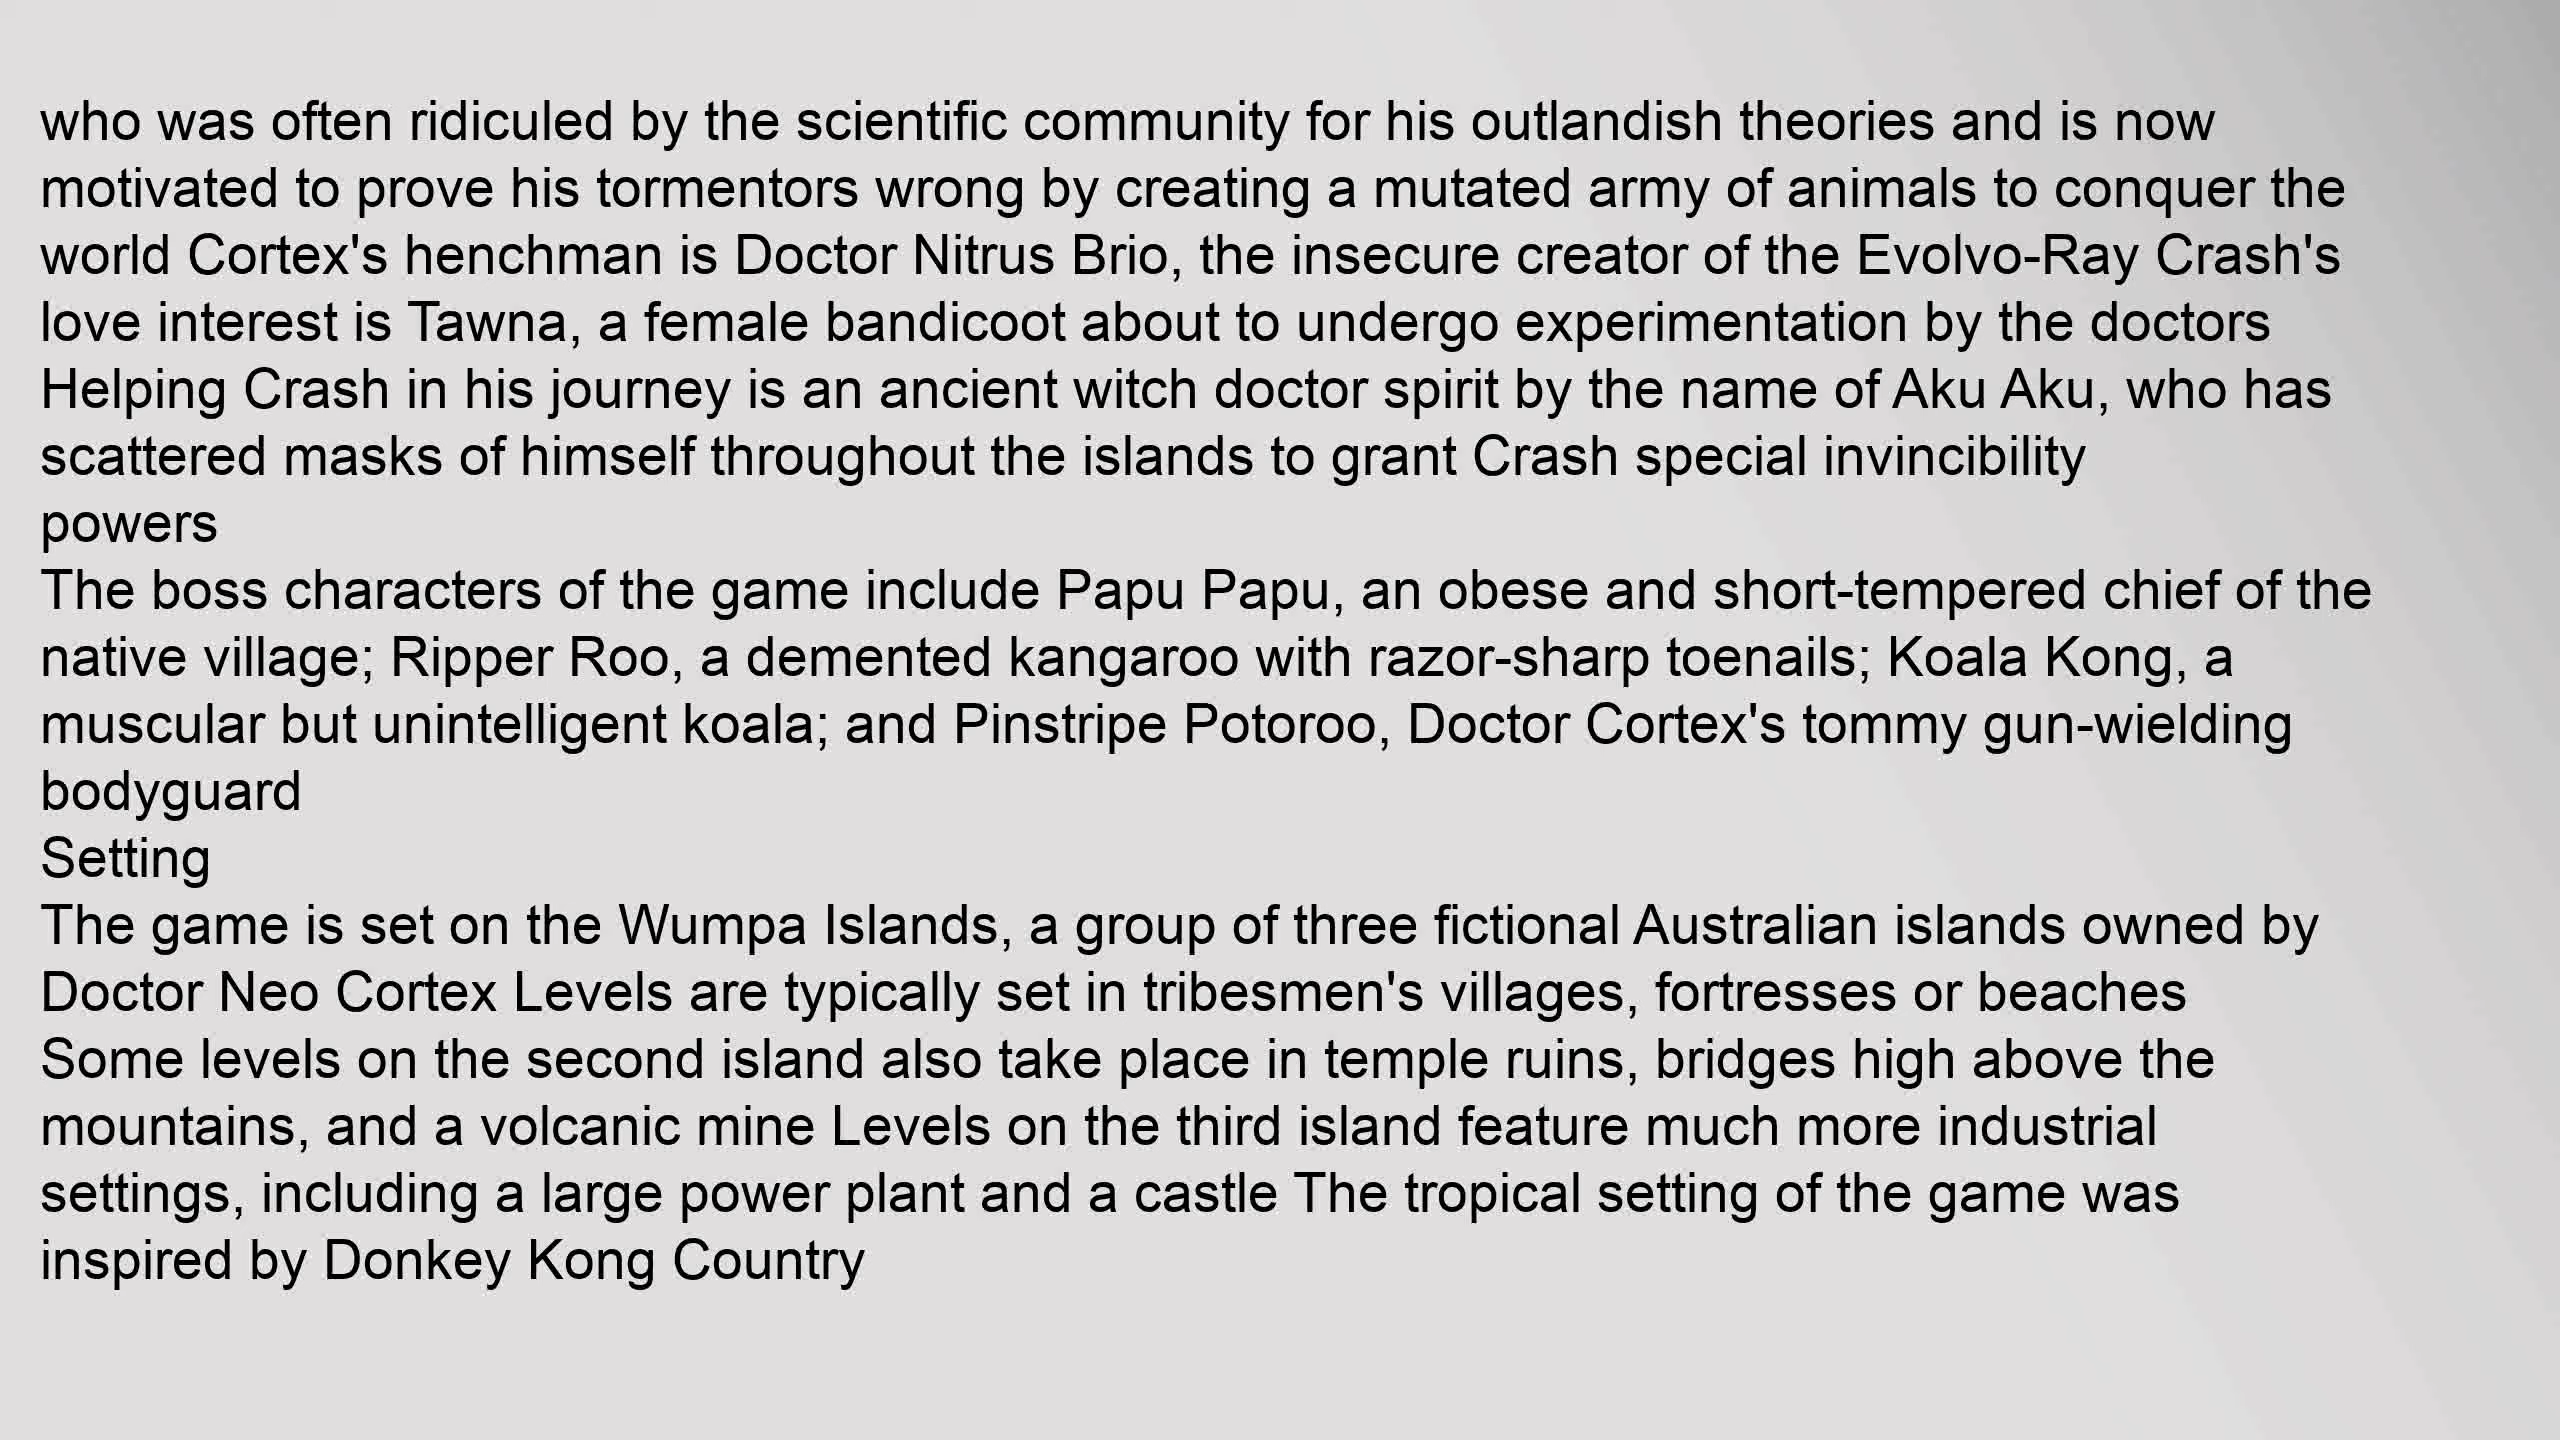 who was often ridiculed by the scientific community for his outlandish theories and is now
motivated to prove his tormentors wrong by creating a mutated army of animals to conquer the
world Cortex's henchman is Doctor Nitrus Brio, the insecure creator of the Evolvo-Ray Crash's
love interest is Tawna, a female bandicoot about to undergo experimentation by the doctors
Helping Crash in his journey is an ancient witch doctor spirit by the name of Aku Aku, who has
scattered masks of himself throughout the islands to grant Crash special invincibility
powers
The boss characters of the game include Papu Papu, an obese and short-tempered chief of the
native village; Ripper Roo, a demented kangaroo with razor-sharp toenails; Koala Kong, a
muscular but unintelligent koala; and Pinstripe Potoroo, Doctor Cortex's tommy gun-wielding
bodyguard
Setting
The game is set on the Wumpa Islands, a group of three fictional Australian islands owned by
Doctor Neo Cortex Levels are typically set in tribesmen's villages, fortresses or beaches
Some levels on the second island also take place in temple ruins, bridges high above the
mountains, and a volcanic mine Levels on the third island feature much more industrial
settings, including a large power plant and a castle The tropical setting of the game was
inspired by Donkey Kong Country